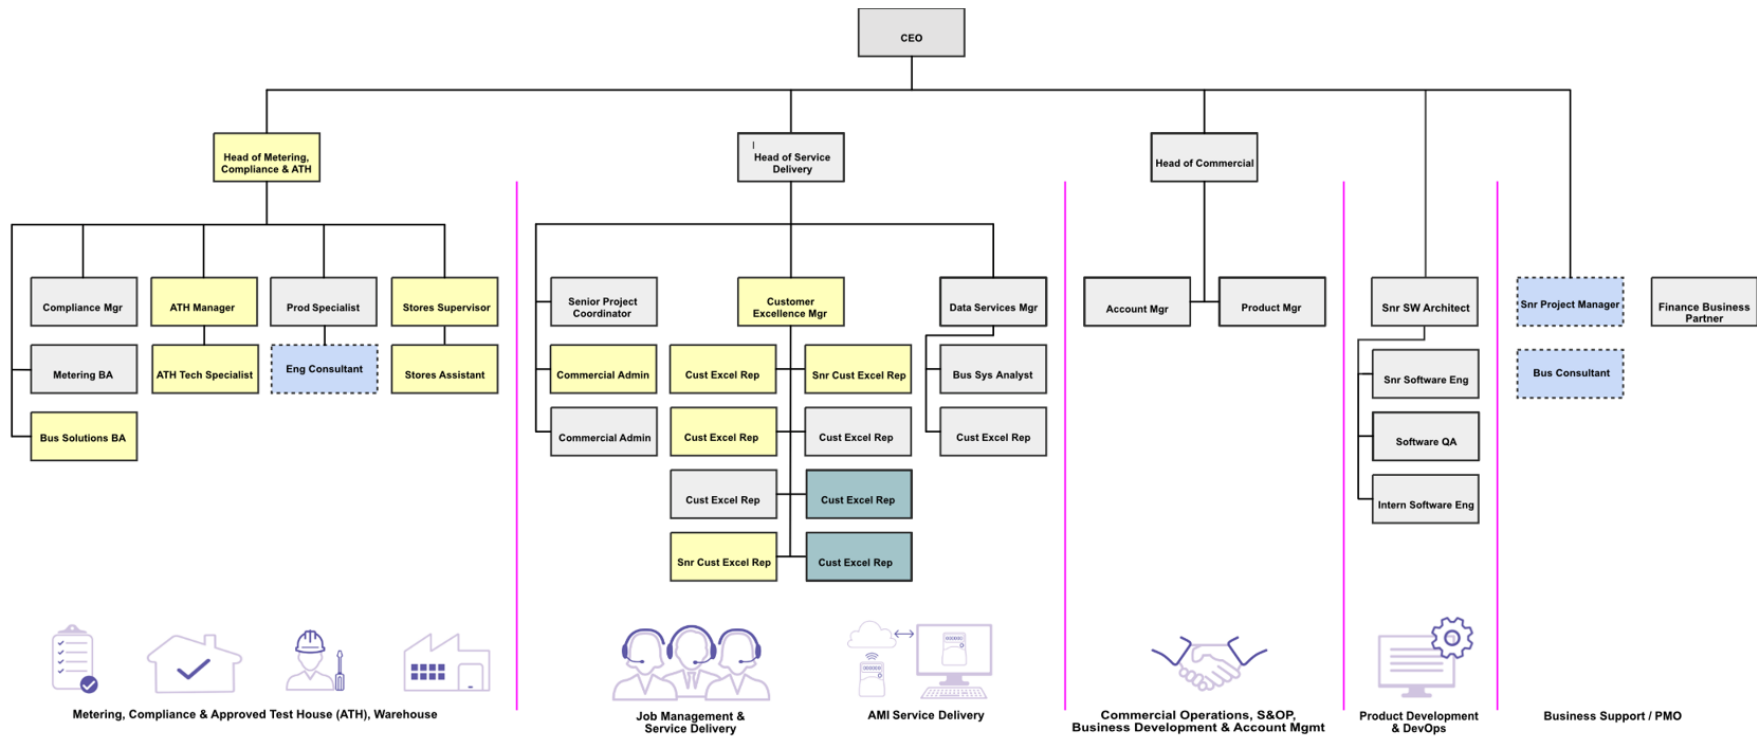 CEO
Head of Metering,
Compliance & ATH
Head of Service
Delivery
Head of Commercial
Compliance Mgr
ATH Manager
Prod Specialist
Stores Supervisor
Metering BA
ATH Tech Specialist
Eng Consultant
Stores Assistant
Bus Solutions BA
Senior Project
Coordinator
Customer
Excellence Mgr
Data Services Mgr
Commercial Admin
Cust Excel Rep
Snr Cust Excel Rep
Bus Sys Analyst
Commercial Admin
Cust Excel Rep
Cust Excel Rep
Cust Excel Rep
Cust Excel Rep
Cust Excel Rep
Snr Cust Excel Rep
Cust Excel Rep
Account Mgr
Product Mgr
Snr SW Architect
Snr Software Eng
Software QA
Intern Software Eng
Snr Project Manager
Finance Business
Partner
Bus Consultant
Metering, Compliance & Approved Test House (ATH), Warehouse
Job Management &
Service Delivery
AMI Service Delivery
Commercial Operations, S&OP,
Business Development & Account Mgmt
Product Development
& DevOps
Business Support / PMO